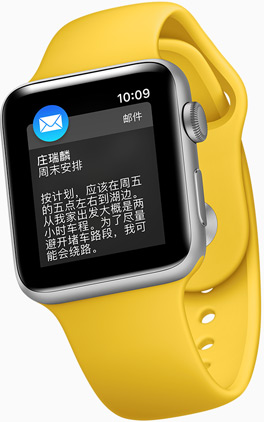 10:09
邮件
庄瑞麟
周末安排
按计划，应该在周五
的五点左右到湖边。
从我家出发大概是两
小时车程。为了尽量
避开堵车路段，我可
能会绕路。